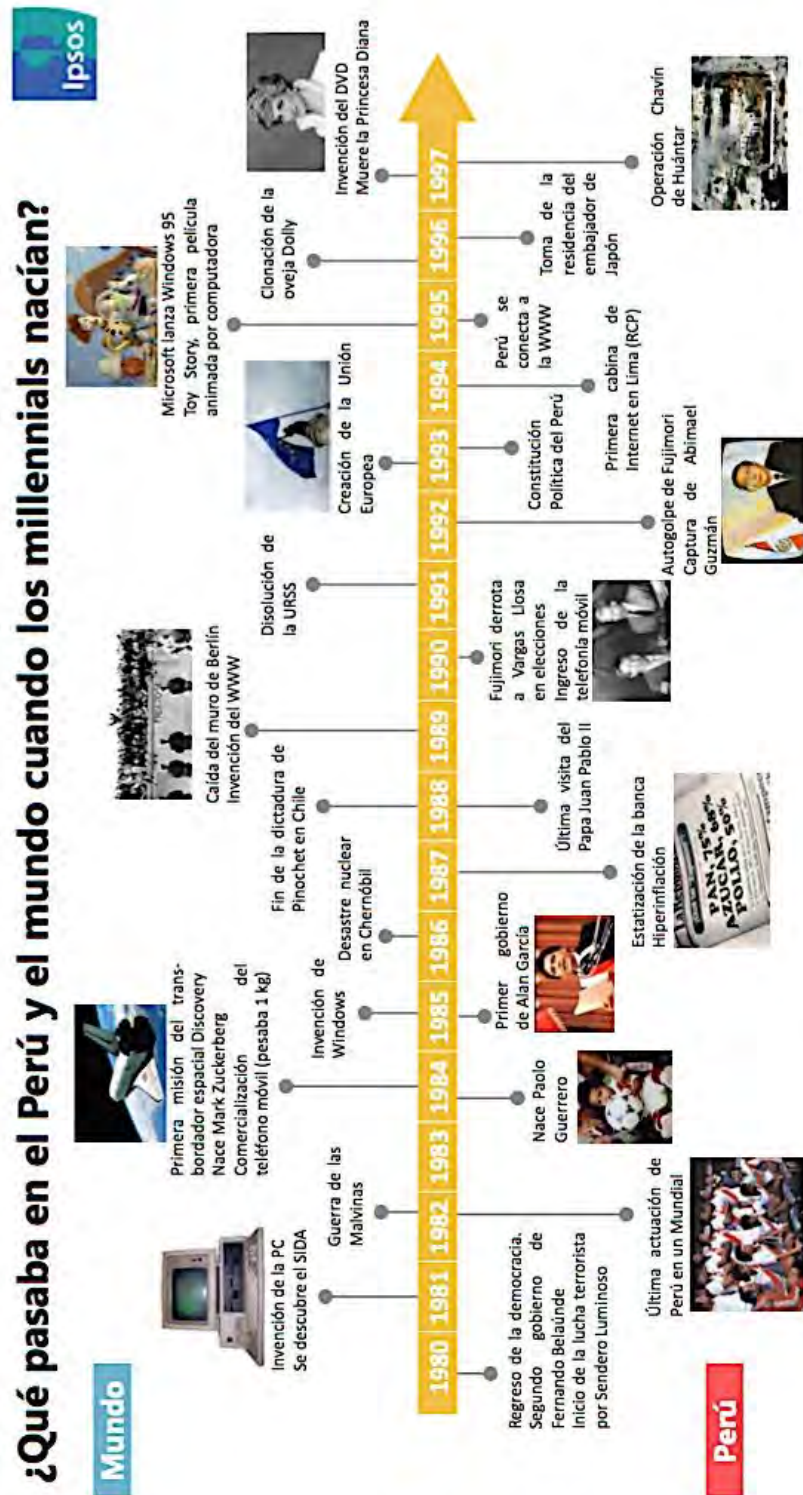 ¿Qué pasaba en el Perú y el mundo cuando los millennials nacían?
Ipsos
Mundo
Invención de la PC
Se descubre el SIDA
Guerra de las
Malvinas
Primera misión del trans-
bordador espacial Discovery
Nace Mark Zuckerberg
Comercialización del
teléfono móvil (pesaba 1 kg)
Invención de
Windows
Desastre nuclear
en Chernóbil
Fin de la dictadura de
Pinochet en Chile
Caída del muro de Berlín
Invención del WWW
Disolución de
la URSS
Creación de la Unión
Europea
Microsoft lanza Windows 95
Toy Story, primera película
animada por computadora
Clonación de la
oveja Dolly
Invención del DVD
Muere la Princesa Diana
1980 1981 1982 1983 1984 1985 1986 1987 1988 1989 1990 1991 1992 1993 1994 1995 1996 1997
Regreso de la democracia.
Segundo gobierno de
Fernando Belaúnde
Inicio de la lucha terrorista
por Sendero Luminoso
Última actuación de
Perú en un Mundial
Nace Paolo
Guerrero
Primer gobierno
de Alan García
Estatización de la banca
Hiperinflación
PAN, 75%
AZUCAR, 68%
POLLO, 50%
Última visita del
Papa Juan Pablo II
Fujimori derrota
a Vargas Llosa
en elecciones
Ingreso de la
telefonía móvil
Autogolpe de Fujimori
Captura de Abimael
Guzmán
Constitución
Política del Perú
Primera cabina de
Internet en Lima (RCP)
Perú se
conecta a
la WWW
Toma de la
residencia del
embajador de
Japón
Operación Chavín
de Huántar
Perú